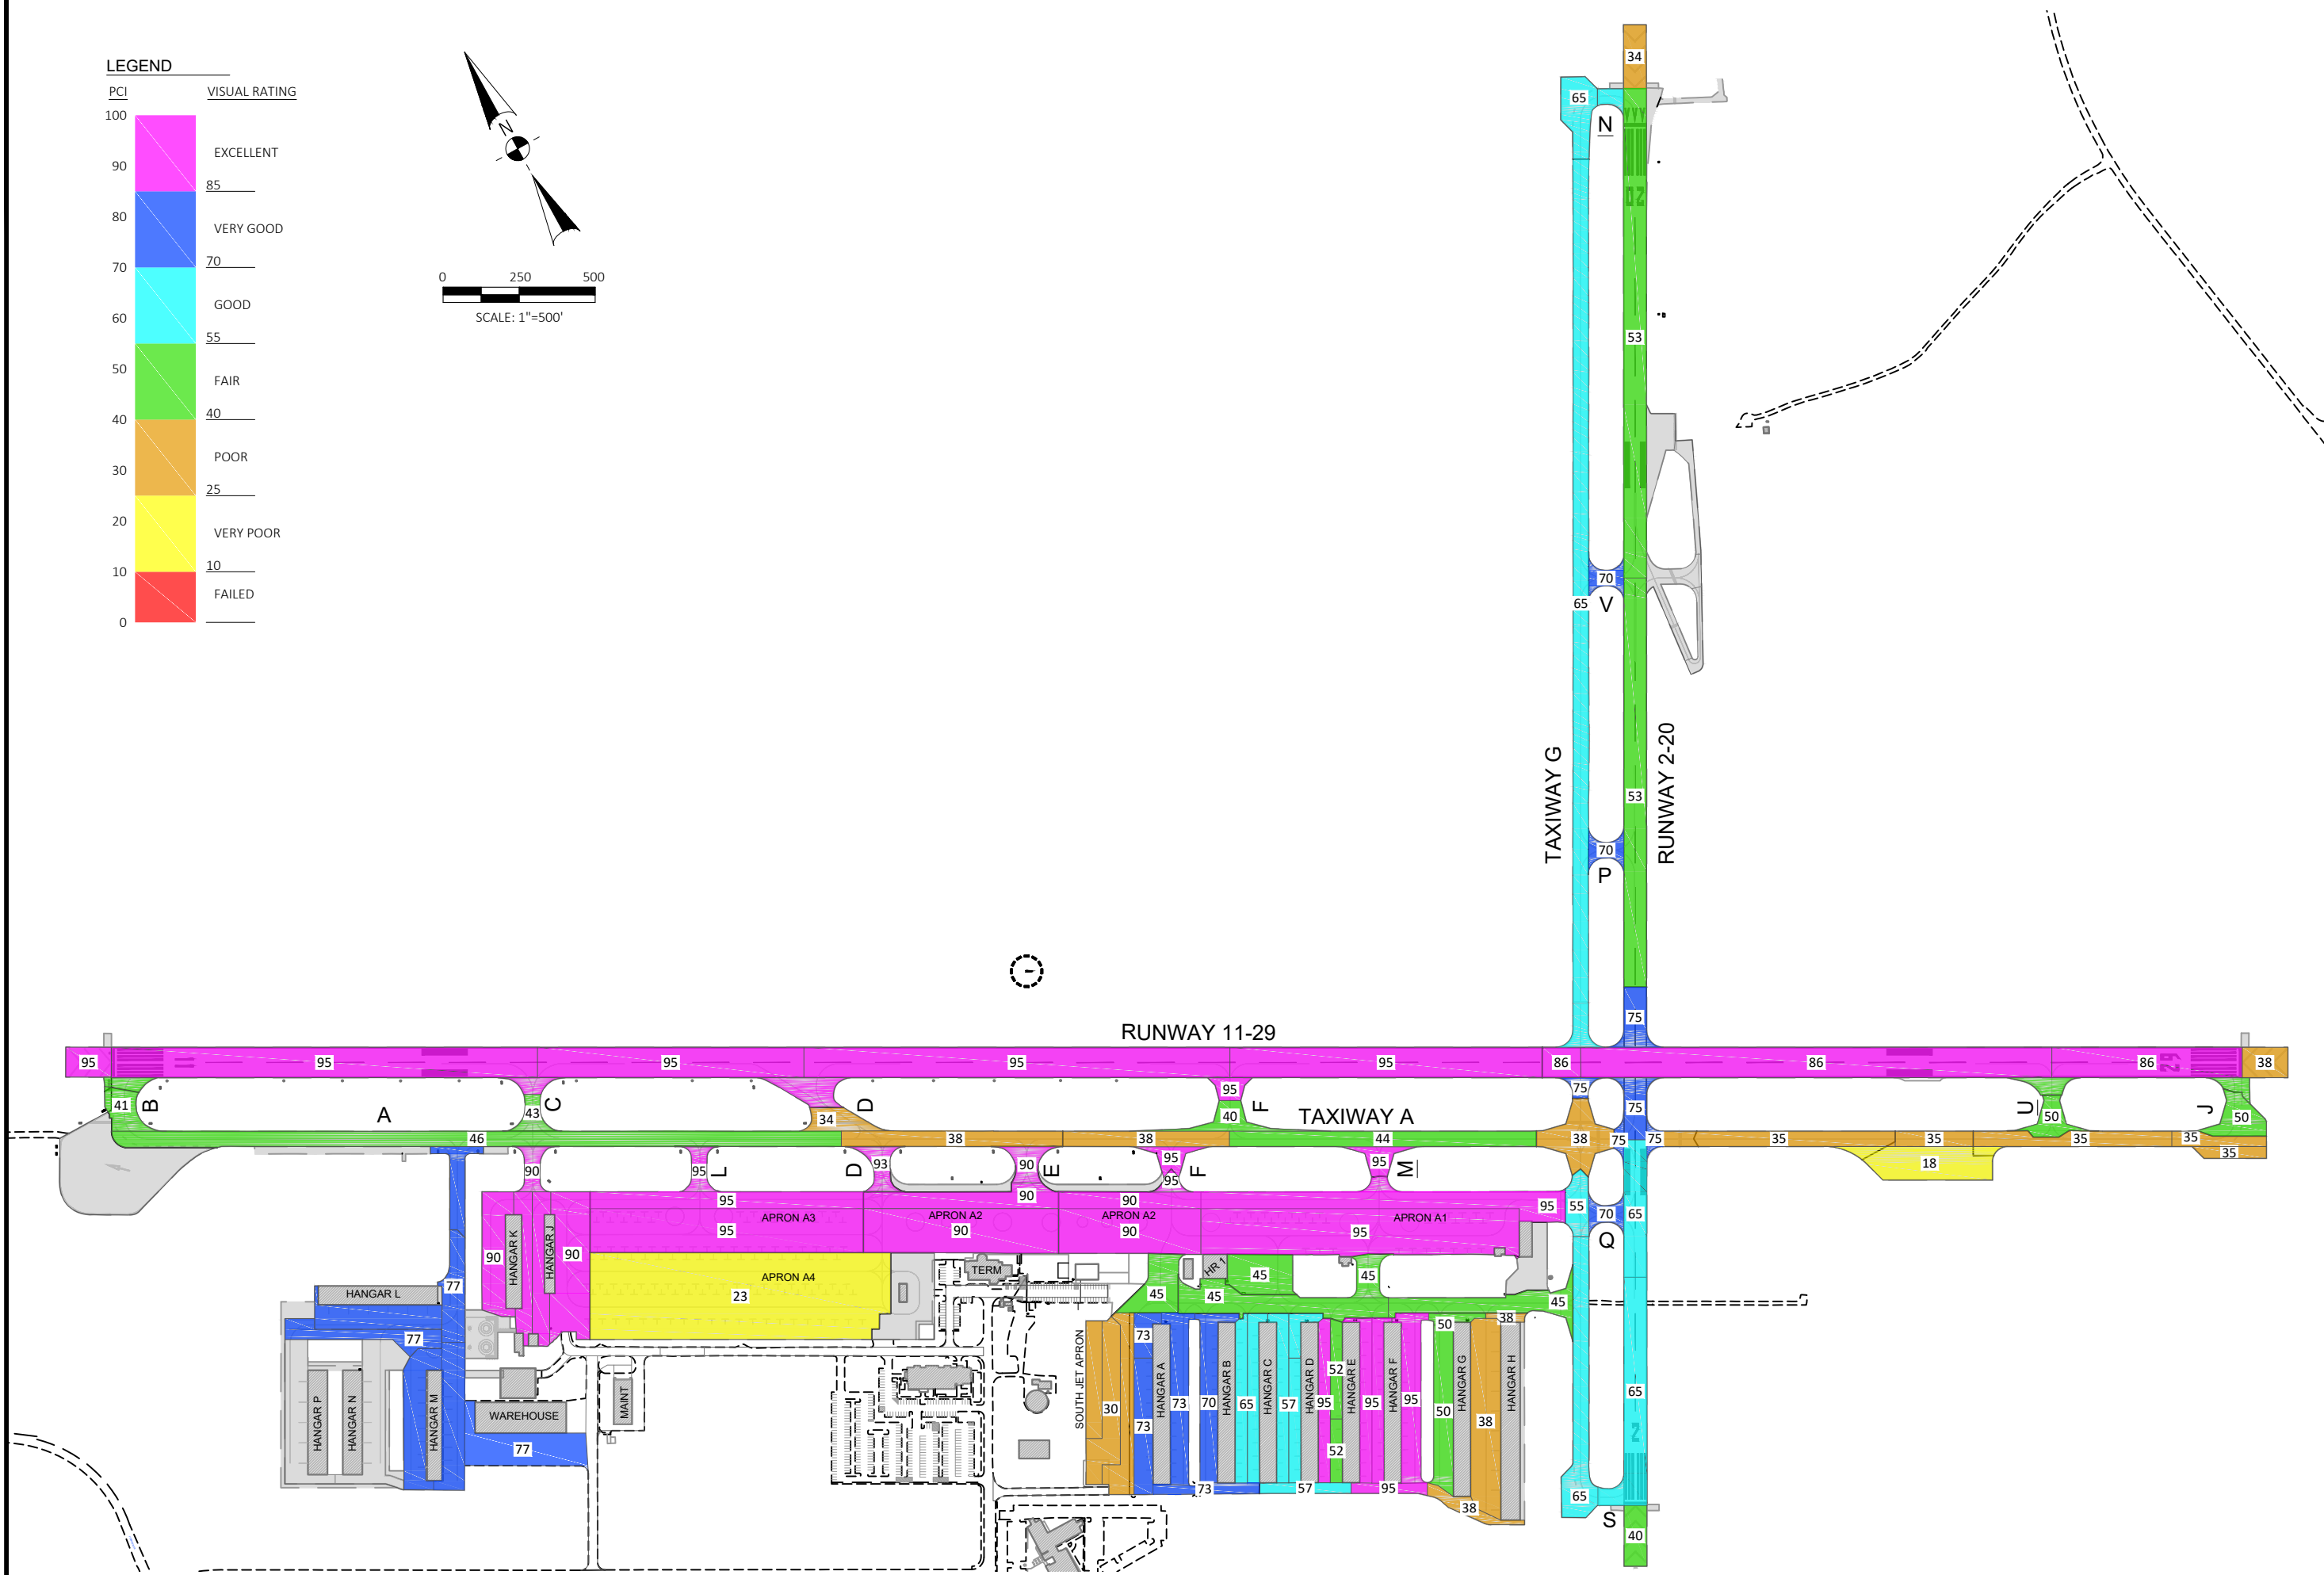 LEGEND
PCI VISUAL RATING
100
EXCELLENT
90
85
80
VERY GOOD
70 70
GOOD
60
55
50
FAIR
40 40
POOR
30
25
20
VERY POOR
10 10
FAILED
0
N
0 250 500
SCALE: 1"=500'
34
65
N
20
53
70
V
65
TAXIWAY G
RUNWAY 2-20
53
70
P
75
RUNWAY 11-29
95 11 95 95 95 95 86 86 86 29 38
95 75
41 B A 43 C D F TAXIWAY A 75 U 50 J 50
34 40
46 38 38 44 38 75 75 35 35 35 35
35
90 95 L D 93 90 E 95 F 95 M 18
95
95 90 90 95 55 70 65
APRON A3 APRON A2 APRON A2 APRON A1
95 90 90 95
Q
90 HANGAR K HANGAR J 90
APRON A4
23
TERM
HR 1
45 45
45 45 45
77
HANGAR L
77
HANGAR P
HANGAR N
HANGAR M
WAREHOUSE
77
MAINT
SOUTH JET APRON
30
73 50 38
HANGAR A
HANGAR B
HANGAR C
HANGAR D
HANGAR E
HANGAR F
HANGAR G
HANGAR H
52
73 73 70 65 57 95 95 95 50 38 65
52
2
73 57 95
38
65
S
40